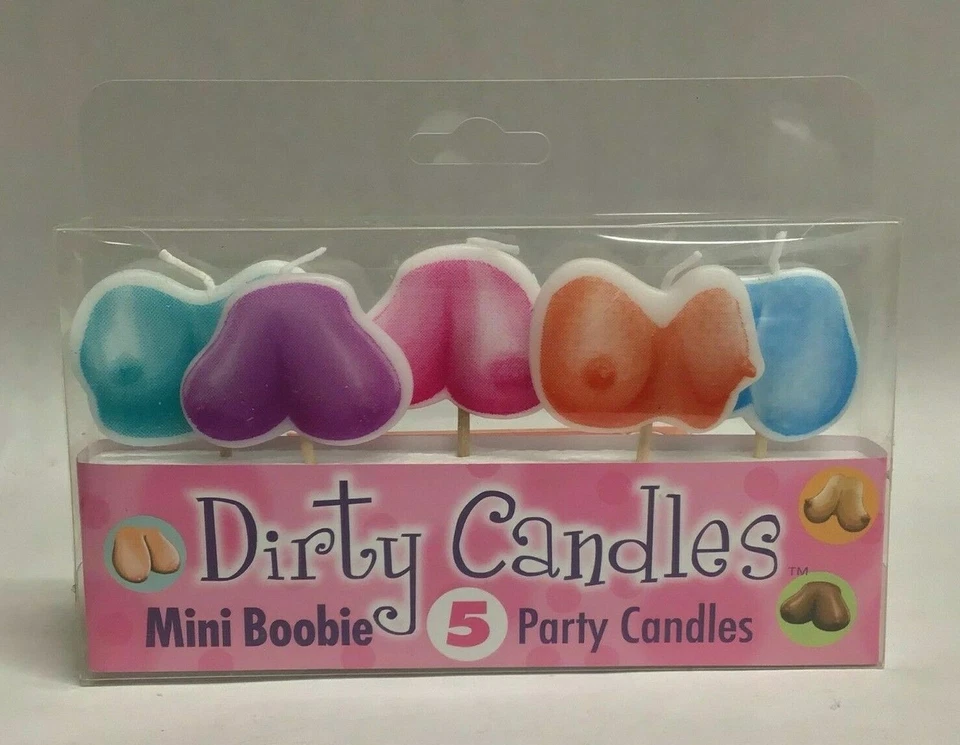 Dirty Candles™
Mini Boobie 5 Party Candles